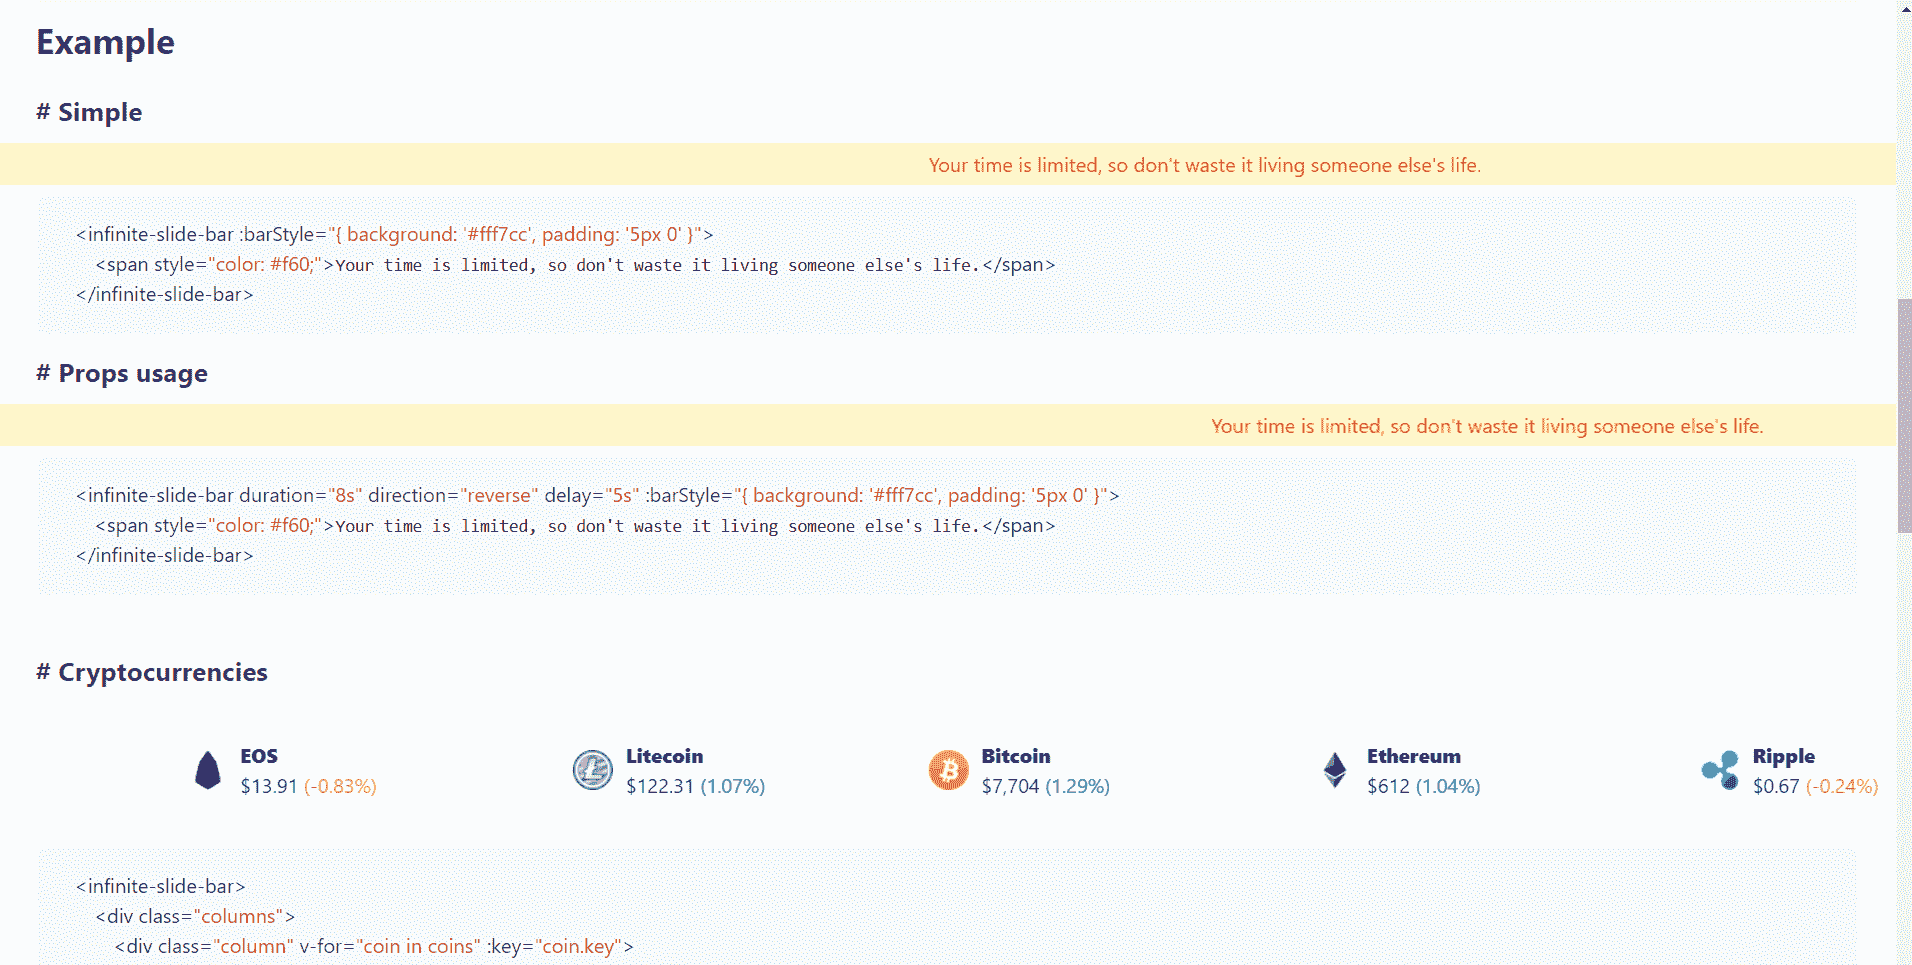 Example
# Simple
Your time is limited, so don't waste it living someone else's life.
<infinite-slide-bar :barStyle="{ background: '#fff7cc', padding: '5px 0' }">
<span style="color: #f60;">Your time is limited, so don't waste it living someone else's life.</span>
</infinite-slide-bar>
# Props usage
Your time is limited, so don't waste it living someone else's life.
<infinite-slide-bar duration="8s" direction="reverse" delay="5s" :barStyle="{ background: '#fff7cc', padding: '5px 0' }">
<span style="color: #f60;">Your time is limited, so don't waste it living someone else's life.</span>
</infinite-slide-bar>
# Cryptocurrencies
EOS
$13.91 (-0.83%)
Litecoin
$122.31 (1.07%)
Bitcoin
$7,704 (1.29%)
Ethereum
$612 (1.04%)
Ripple
$0.67 (-0.24%)
<infinite-slide-bar>
<div class="columns">
<div class="column" v-for="coin in coins" :key="coin.key">